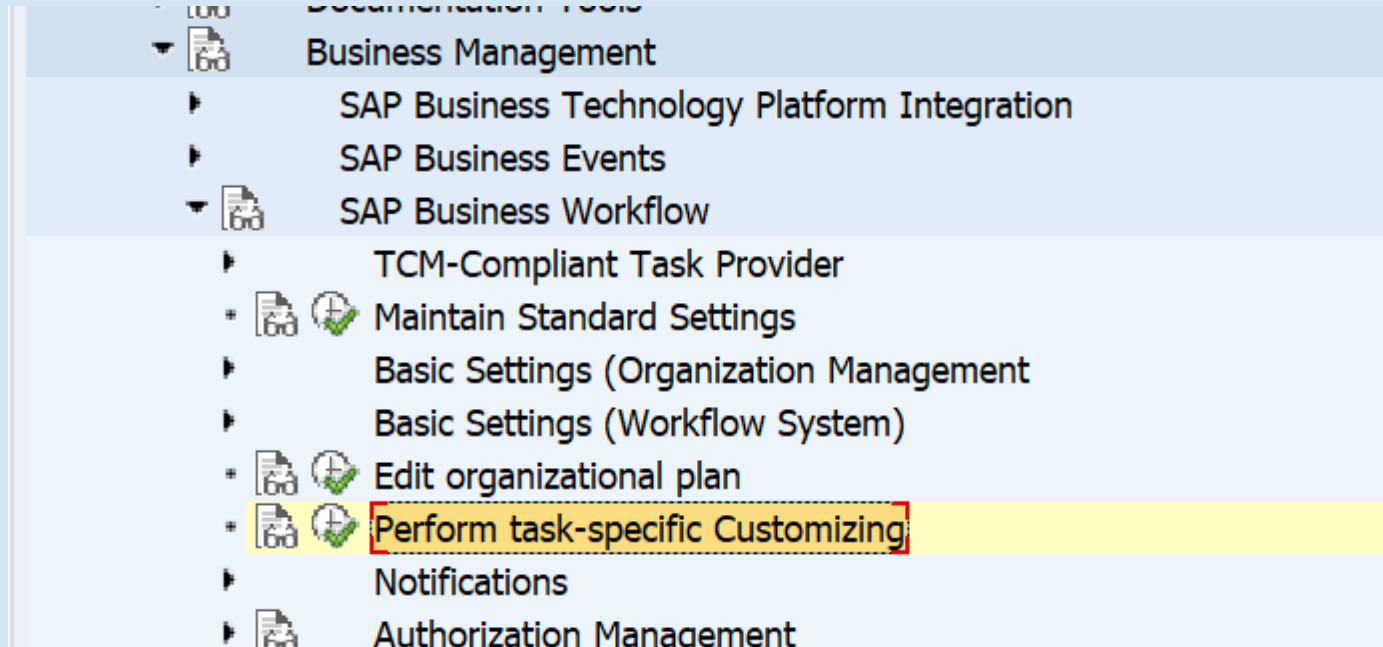 Documentation Tools
Business Management
SAP Business Technology Platform Integration
SAP Business Events
SAP Business Workflow
TCM-Compliant Task Provider
Maintain Standard Settings
Basic Settings (Organization Management
Basic Settings (Workflow System)
Edit organizational plan
Perform task-specific Customizing
Notifications
Authorization Management